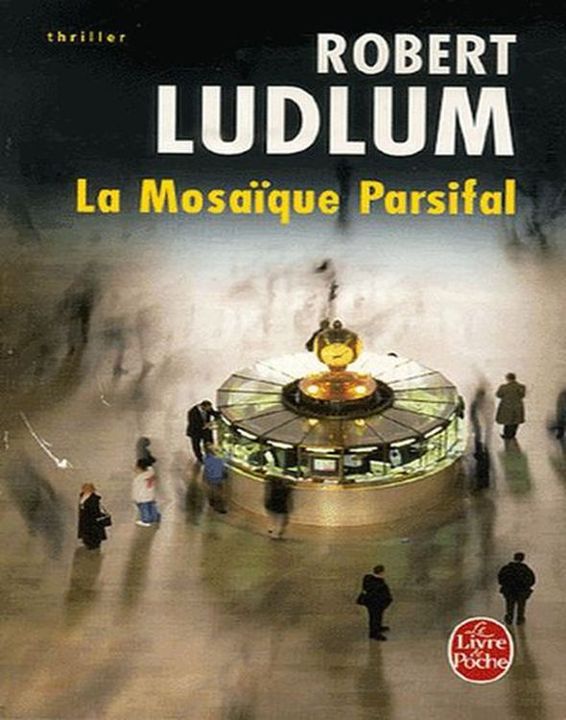 thriller
ROBERT
LUDLUM
La Mosaïque Parsifal
Le
Livre
de
Poche